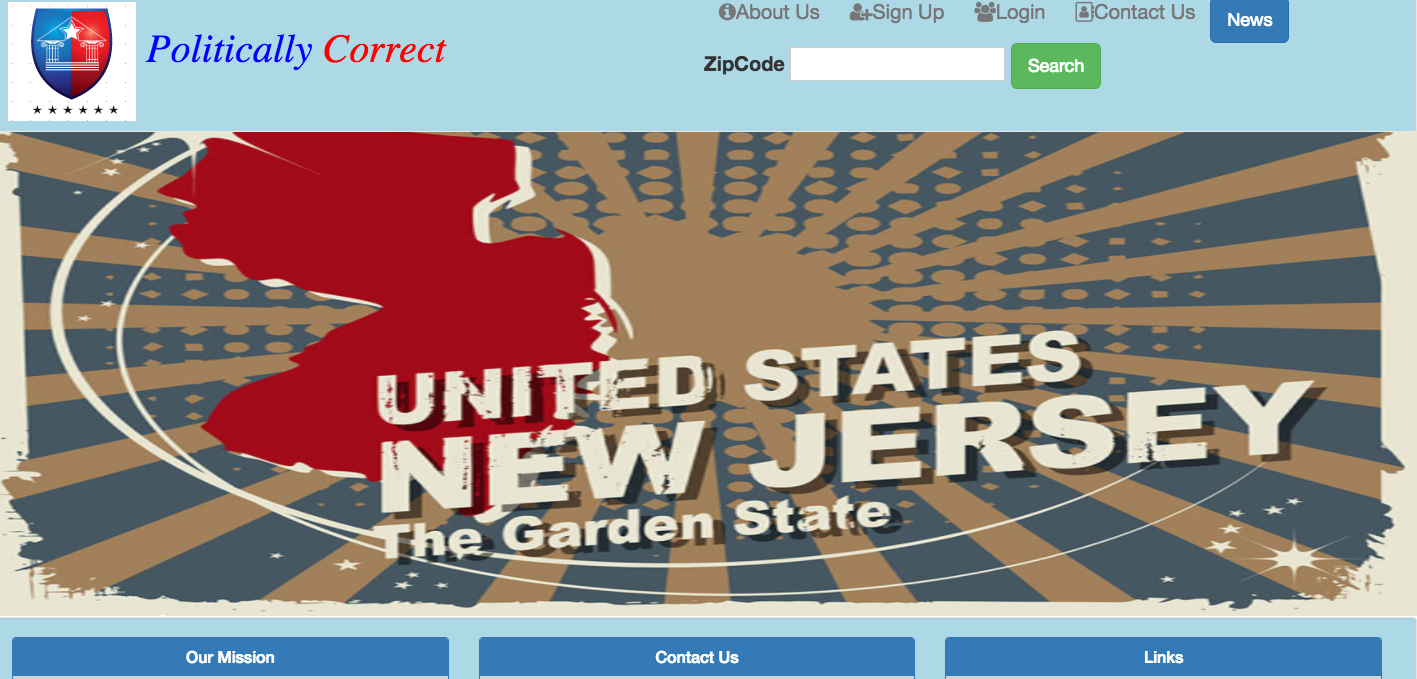 About Us Sign Up Login Contact Us News
Politically Correct
ZipCode Search
UNITED STATES
NEW JERSEY
The Garden State
Our Mission Contact Us Links